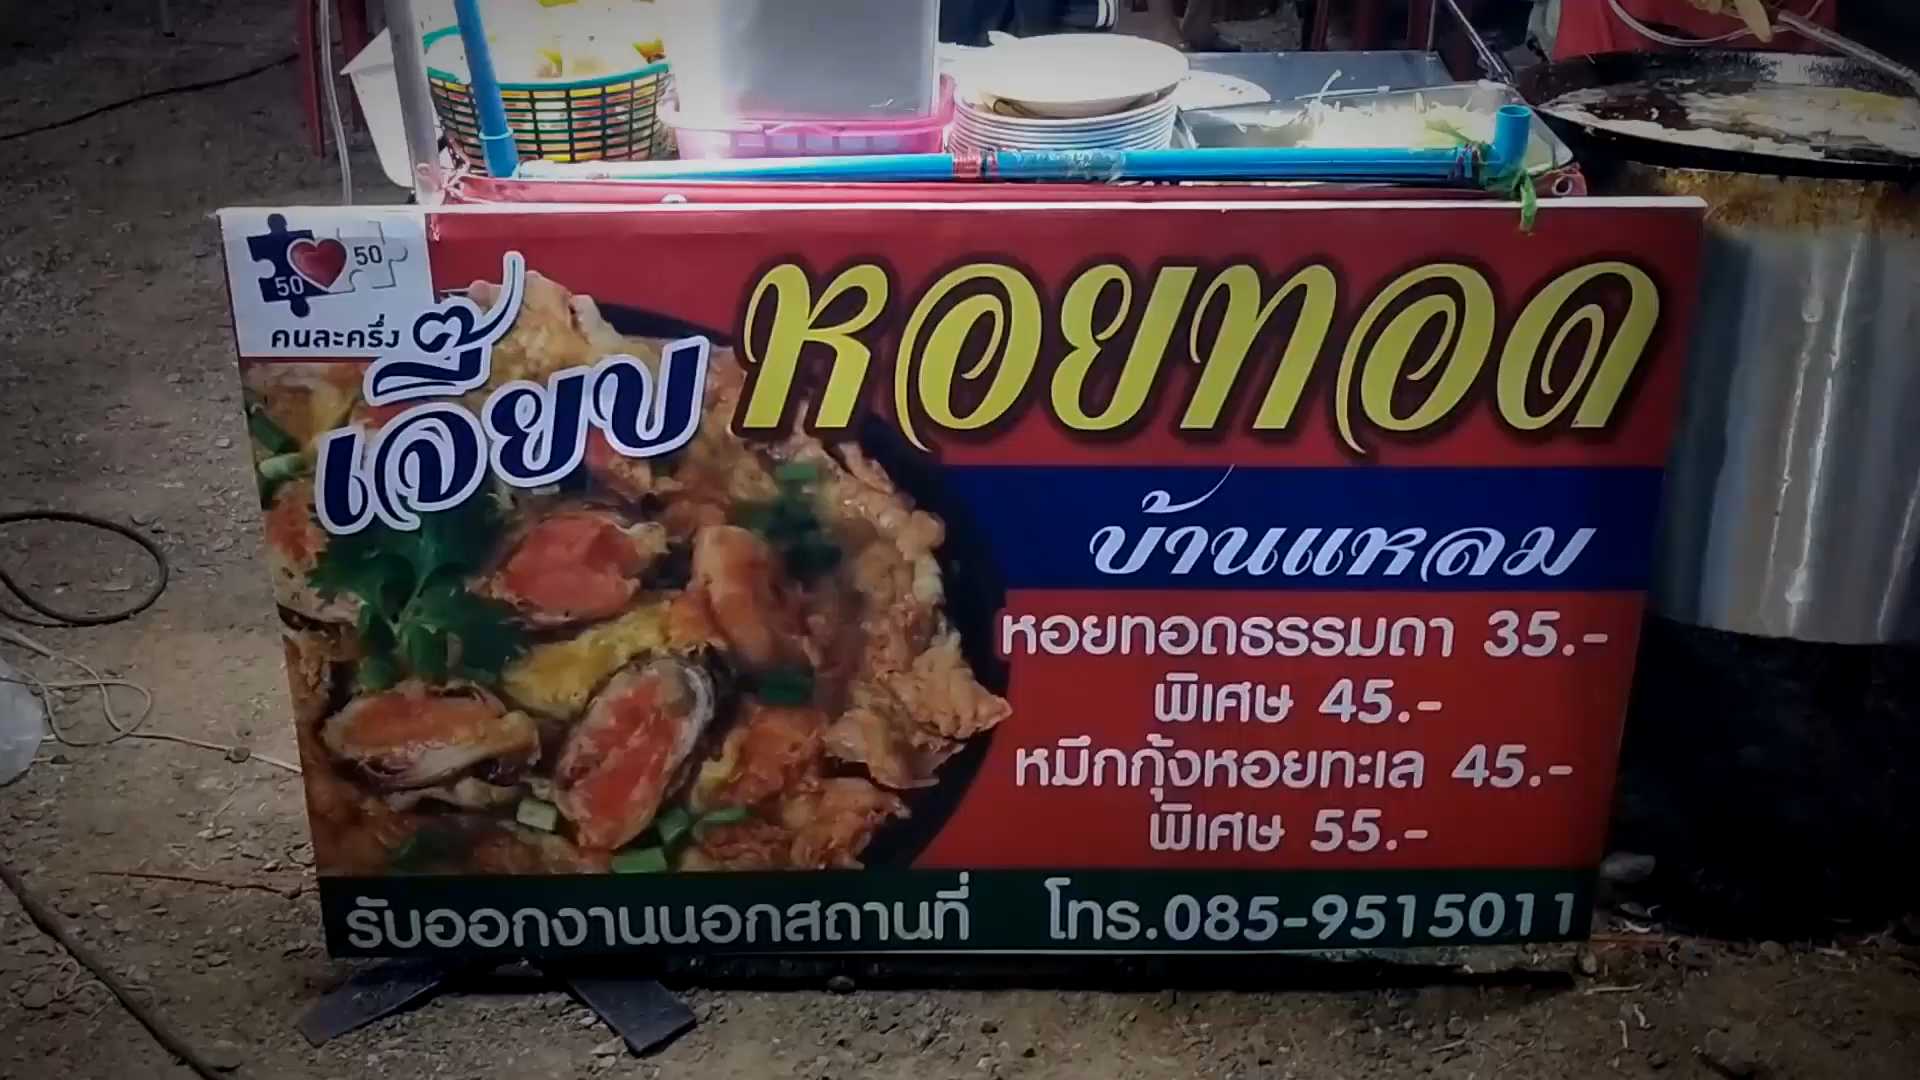 50
50
คนละครึ่ง
เจี๊ยบ หอยทอด
บ้านแหลม
หอยทอดธรรมดา 35.-
พิเศษ 45.-
หมึกกุ้งหอยทะเล 45.-
พิเศษ 55.-
รับออกงานนอกสถานที่ โทร.085-9515011